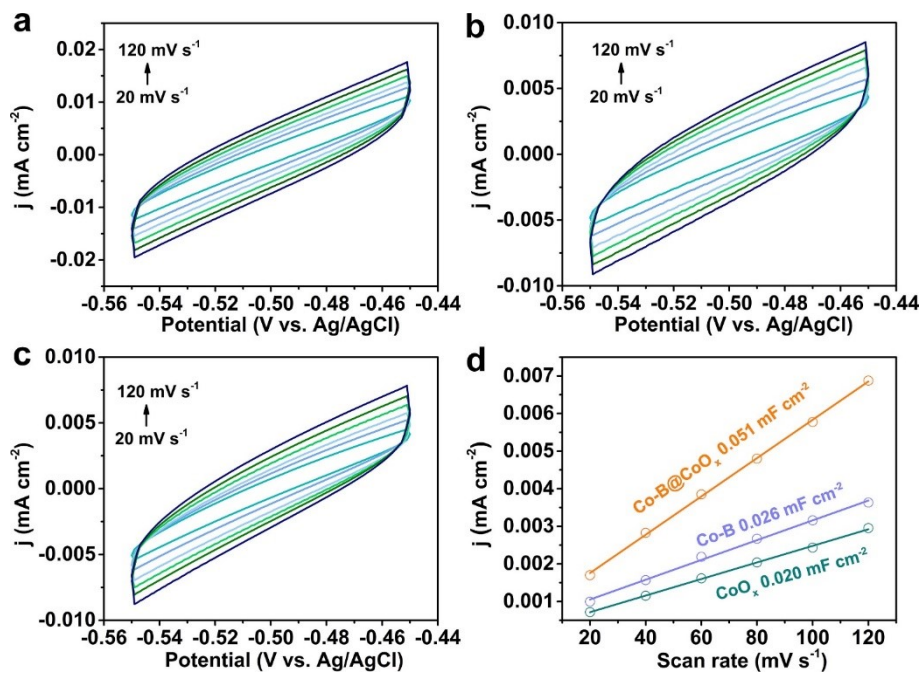 a
120 mV s⁻¹
20 mV s⁻¹
j (mA cm⁻²)
0.02
0.01
0.00
-0.01
-0.02
-0.56 -0.54 -0.52 -0.50 -0.48 -0.46 -0.44
Potential (V vs. Ag/AgCl)
b
120 mV s⁻¹
20 mV s⁻¹
j (mA cm⁻²)
0.010
0.005
0.000
-0.005
-0.010
-0.56 -0.54 -0.52 -0.50 -0.48 -0.46 -0.44
Potential (V vs. Ag/AgCl)
c
120 mV s⁻¹
20 mV s⁻¹
j (mA cm⁻²)
0.010
0.005
0.000
-0.005
-0.010
-0.56 -0.54 -0.52 -0.50 -0.48 -0.46 -0.44
Potential (V vs. Ag/AgCl)
d
j (mA cm⁻²)
0.007
0.006
0.005
0.004
0.003
0.002
0.001
Co-B@CoOₓ 0.051 mF cm⁻²
Co-B 0.026 mF cm⁻²
CoOₓ 0.020 mF cm⁻²
20 40 60 80 100 120
Scan rate (mV s⁻¹)